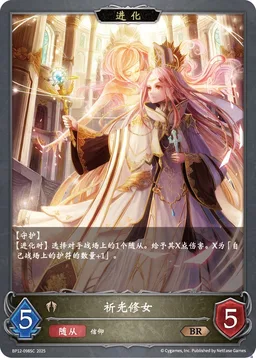 进化
【守护】
【进化时】选择对手战场上的1个随从。给予其X点伤害。X为「自
己战场上的护符的数量+1」。
祈光修女
5
随从 信仰
BR
5
BP12-098SC 2025
© Cygames, Inc. Published by NetEase Games